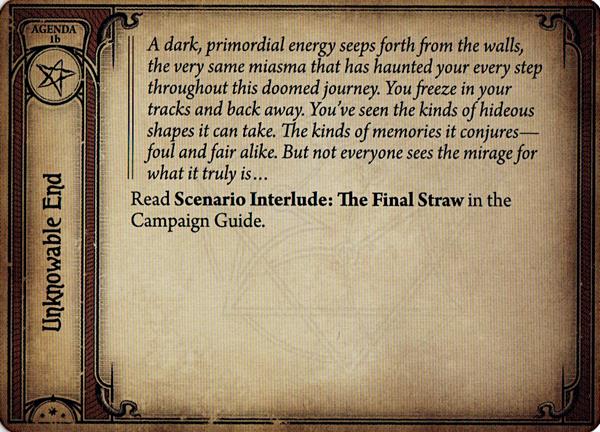 AGENDA
1b
Unknowable End
A dark, primordial energy seeps forth from the walls,
the very same miasma that has haunted your every step
throughout this doomed journey. You freeze in your
tracks and back away. You’ve seen the kinds of hideous
shapes it can take. The kinds of memories it conjures—
foul and fair alike. But not everyone sees the mirage for
what it truly is…
Read Scenario Interlude: The Final Straw in the
Campaign Guide.